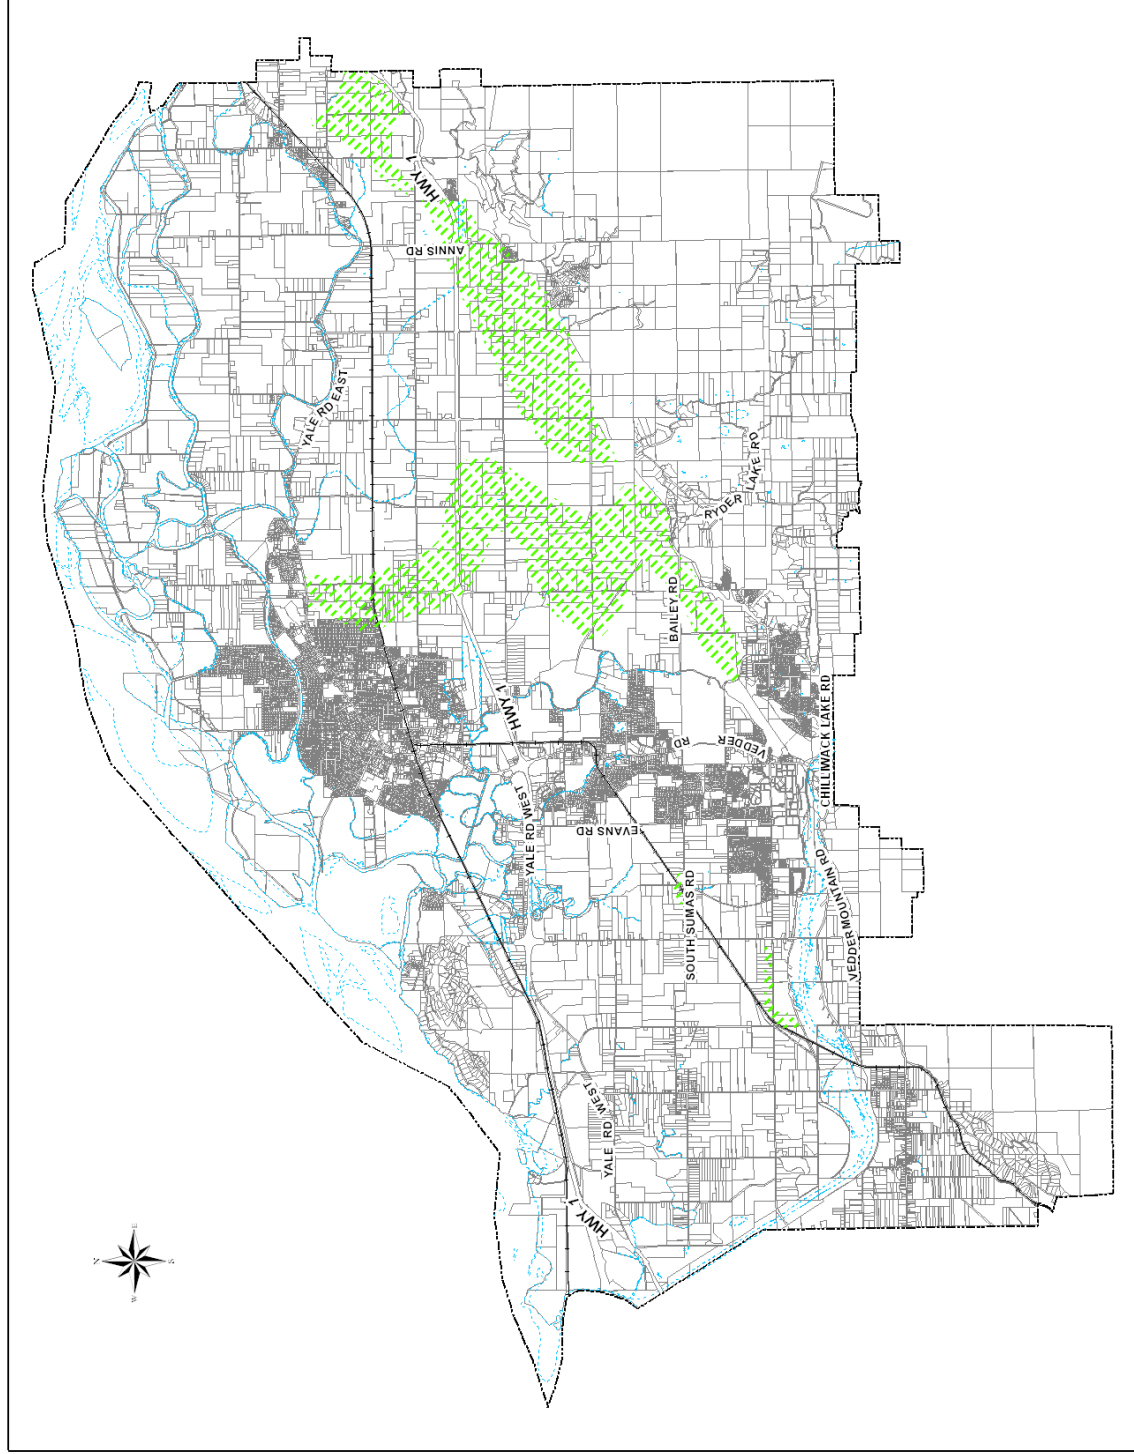 HWY 1
ANNIS RD
YALE RD EAST
RYDER LAKE RD
BAILEY RD
HWY 1
VEDDER RD
CHILLIWACK LAKE RD
YALE RD WEST
EVANS RD
SOUTH SUMAS RD
VEDDER MOUNTAIN RD
YALE RD WEST
HWY 1
N
E
S
W